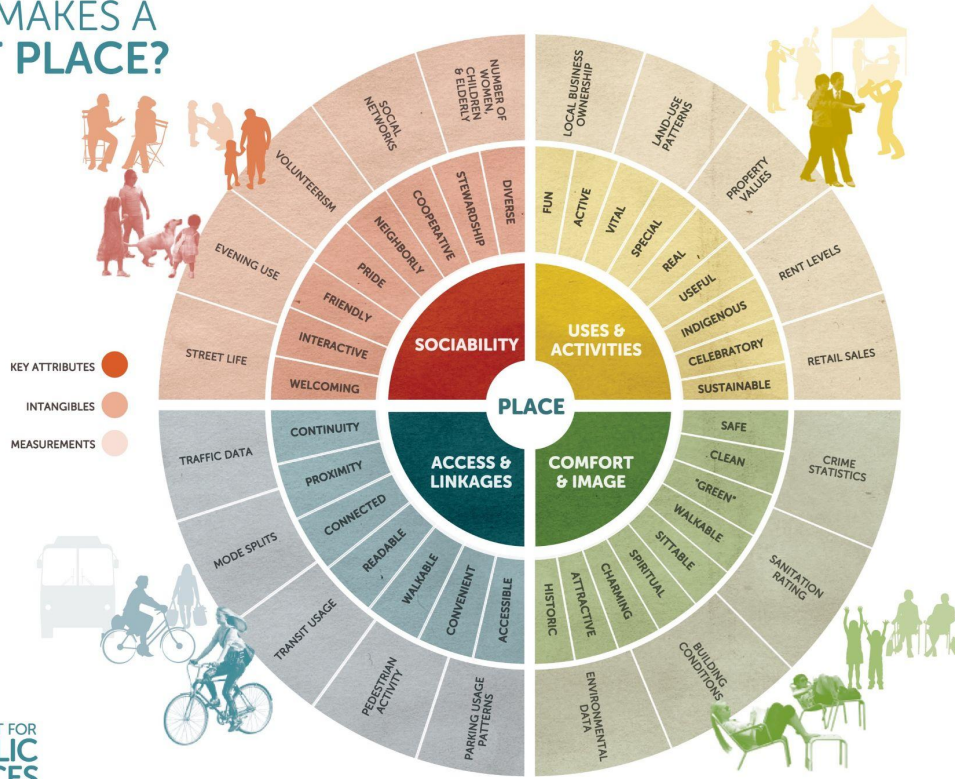 MAKES A
PLACE?
KEY ATTRIBUTES
INTANGIBLES
MEASUREMENTS
PLACE
SOCIABILITY
USES &
ACTIVITIES
ACCESS &
LINKAGES
COMFORT
& IMAGE
WELCOMING
INTERACTIVE
FRIENDLY
PRIDE
NEIGHBORLY
COOPERATIVE
STEWARDSHIP
DIVERSE
FUN
ACTIVE
VITAL
SPECIAL
REAL
USEFUL
INDIGENOUS
CELEBRATORY
SUSTAINABLE
SAFE
CLEAN
"GREEN"
WALKABLE
SITTABLE
SPIRITUAL
CHARMING
ATTRACTIVE
HISTORIC
ACCESSIBLE
CONVENIENT
WALKABLE
READABLE
CONNECTED
PROXIMITY
CONTINUITY
STREET LIFE
EVENING USE
VOLUNTEERISM
SOCIAL
NETWORKS
NUMBER OF
WOMEN,
CHILDREN
& ELDERLY
LOCAL BUSINESS
OWNERSHIP
LAND-USE
PATTERNS
PROPERTY
VALUES
RENT LEVELS
RETAIL SALES
CRIME
STATISTICS
SANITATION
RATING
BUILDING
CONDITIONS
ENVIRONMENTAL
DATA
PARKING USAGE
PATTERNS
PEDESTRIAN
ACTIVITY
TRANSIT USAGE
MODE SPLITS
TRAFFIC DATA
T FOR
LIC
CES